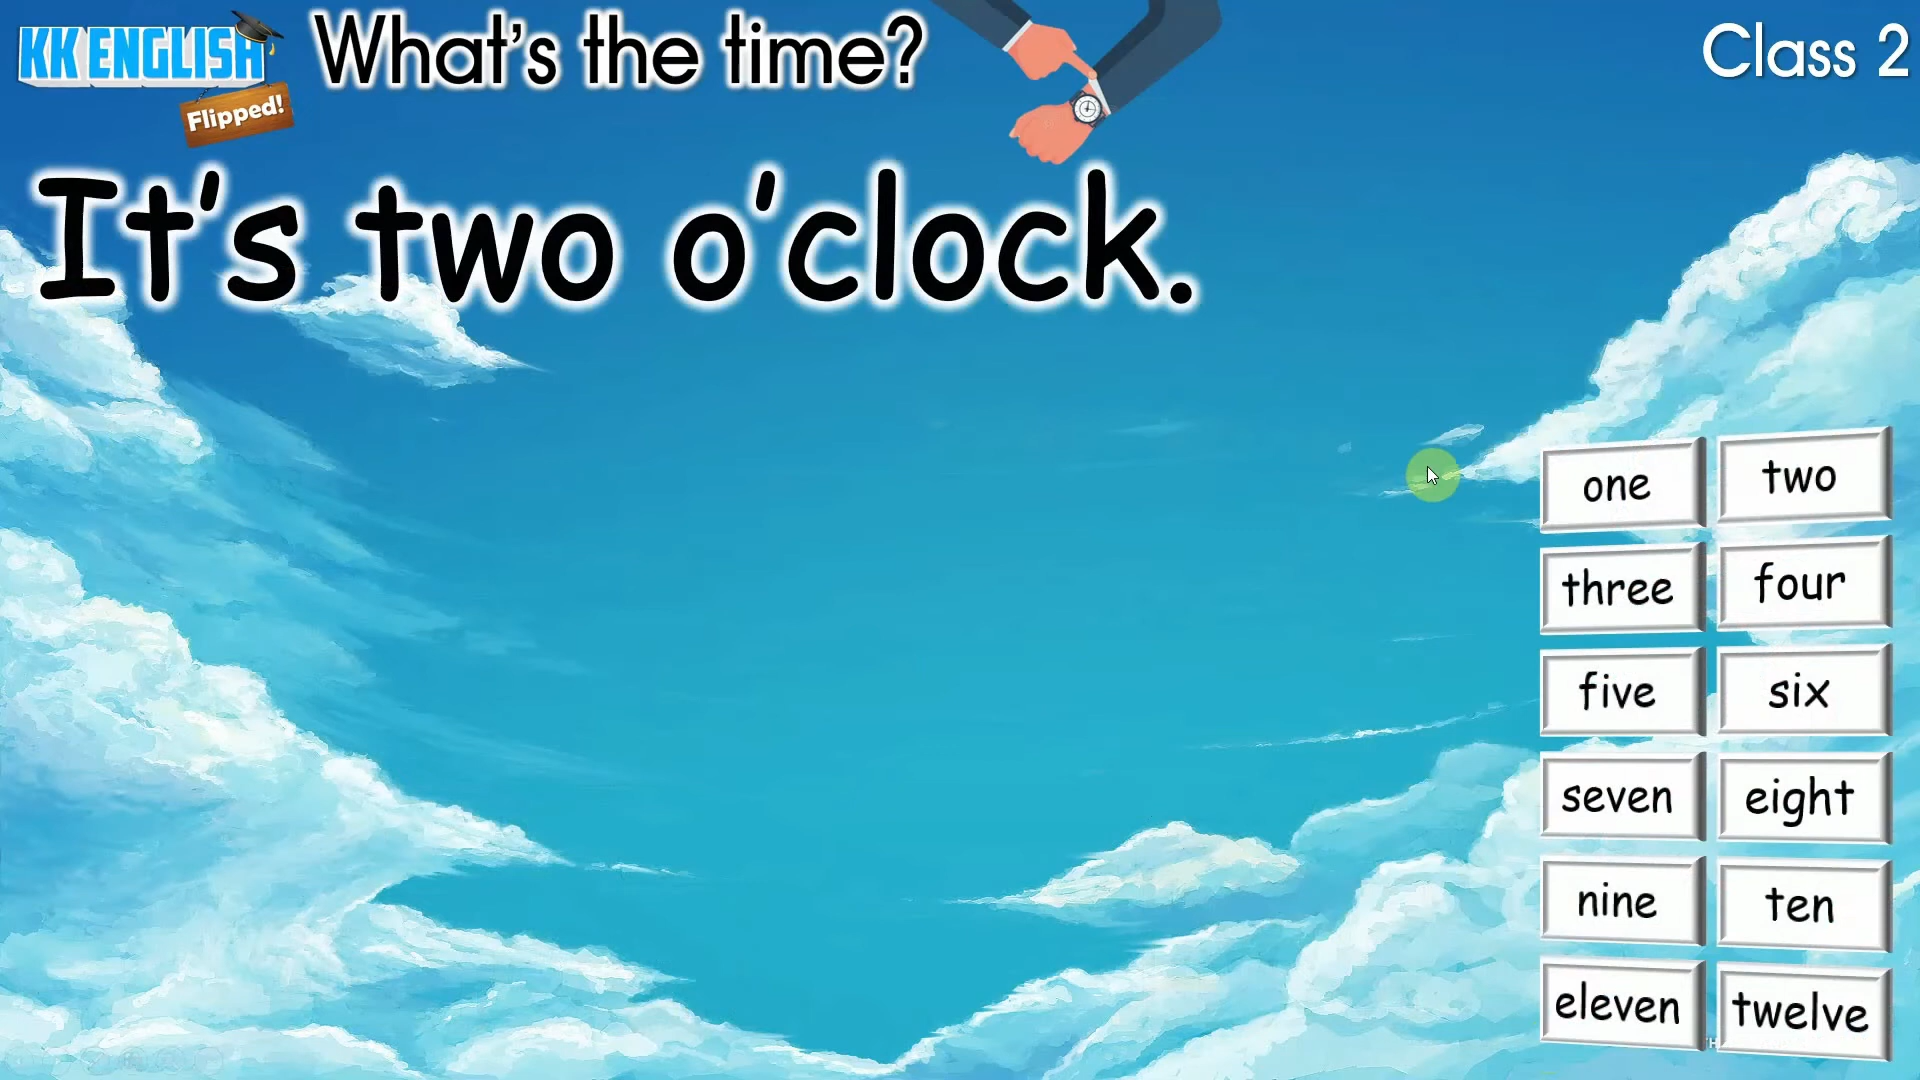 KK ENGLISH
Flipped!
What's the time?
Class 2
It's two o'clock.
one two
three four
five six
seven eight
nine ten
eleven twelve